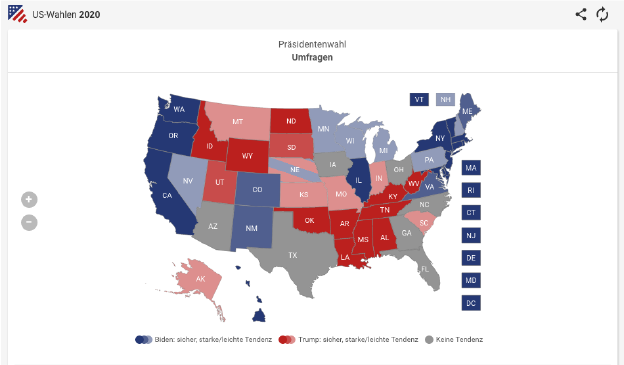 US-Wahlen 2020
Präsidentenwahl
Umfragen
VT
NH
WA
ME
MT
ND
OR
MN
ID
SD
WI
NY
WY
MI
IA
PA
NE
OH
MA
NV
IL
IN
UT
CO
WV
VA
RI
CA
KS
MO
KY
NC
CT
TN
OK
AZ
NM
AR
SC
NJ
MS
AL
GA
TX
LA
DE
FL
AK
MD
DC
Biden: sicher, starke/leichte Tendenz
Trump: sicher, starke/leichte Tendenz
Keine Tendenz